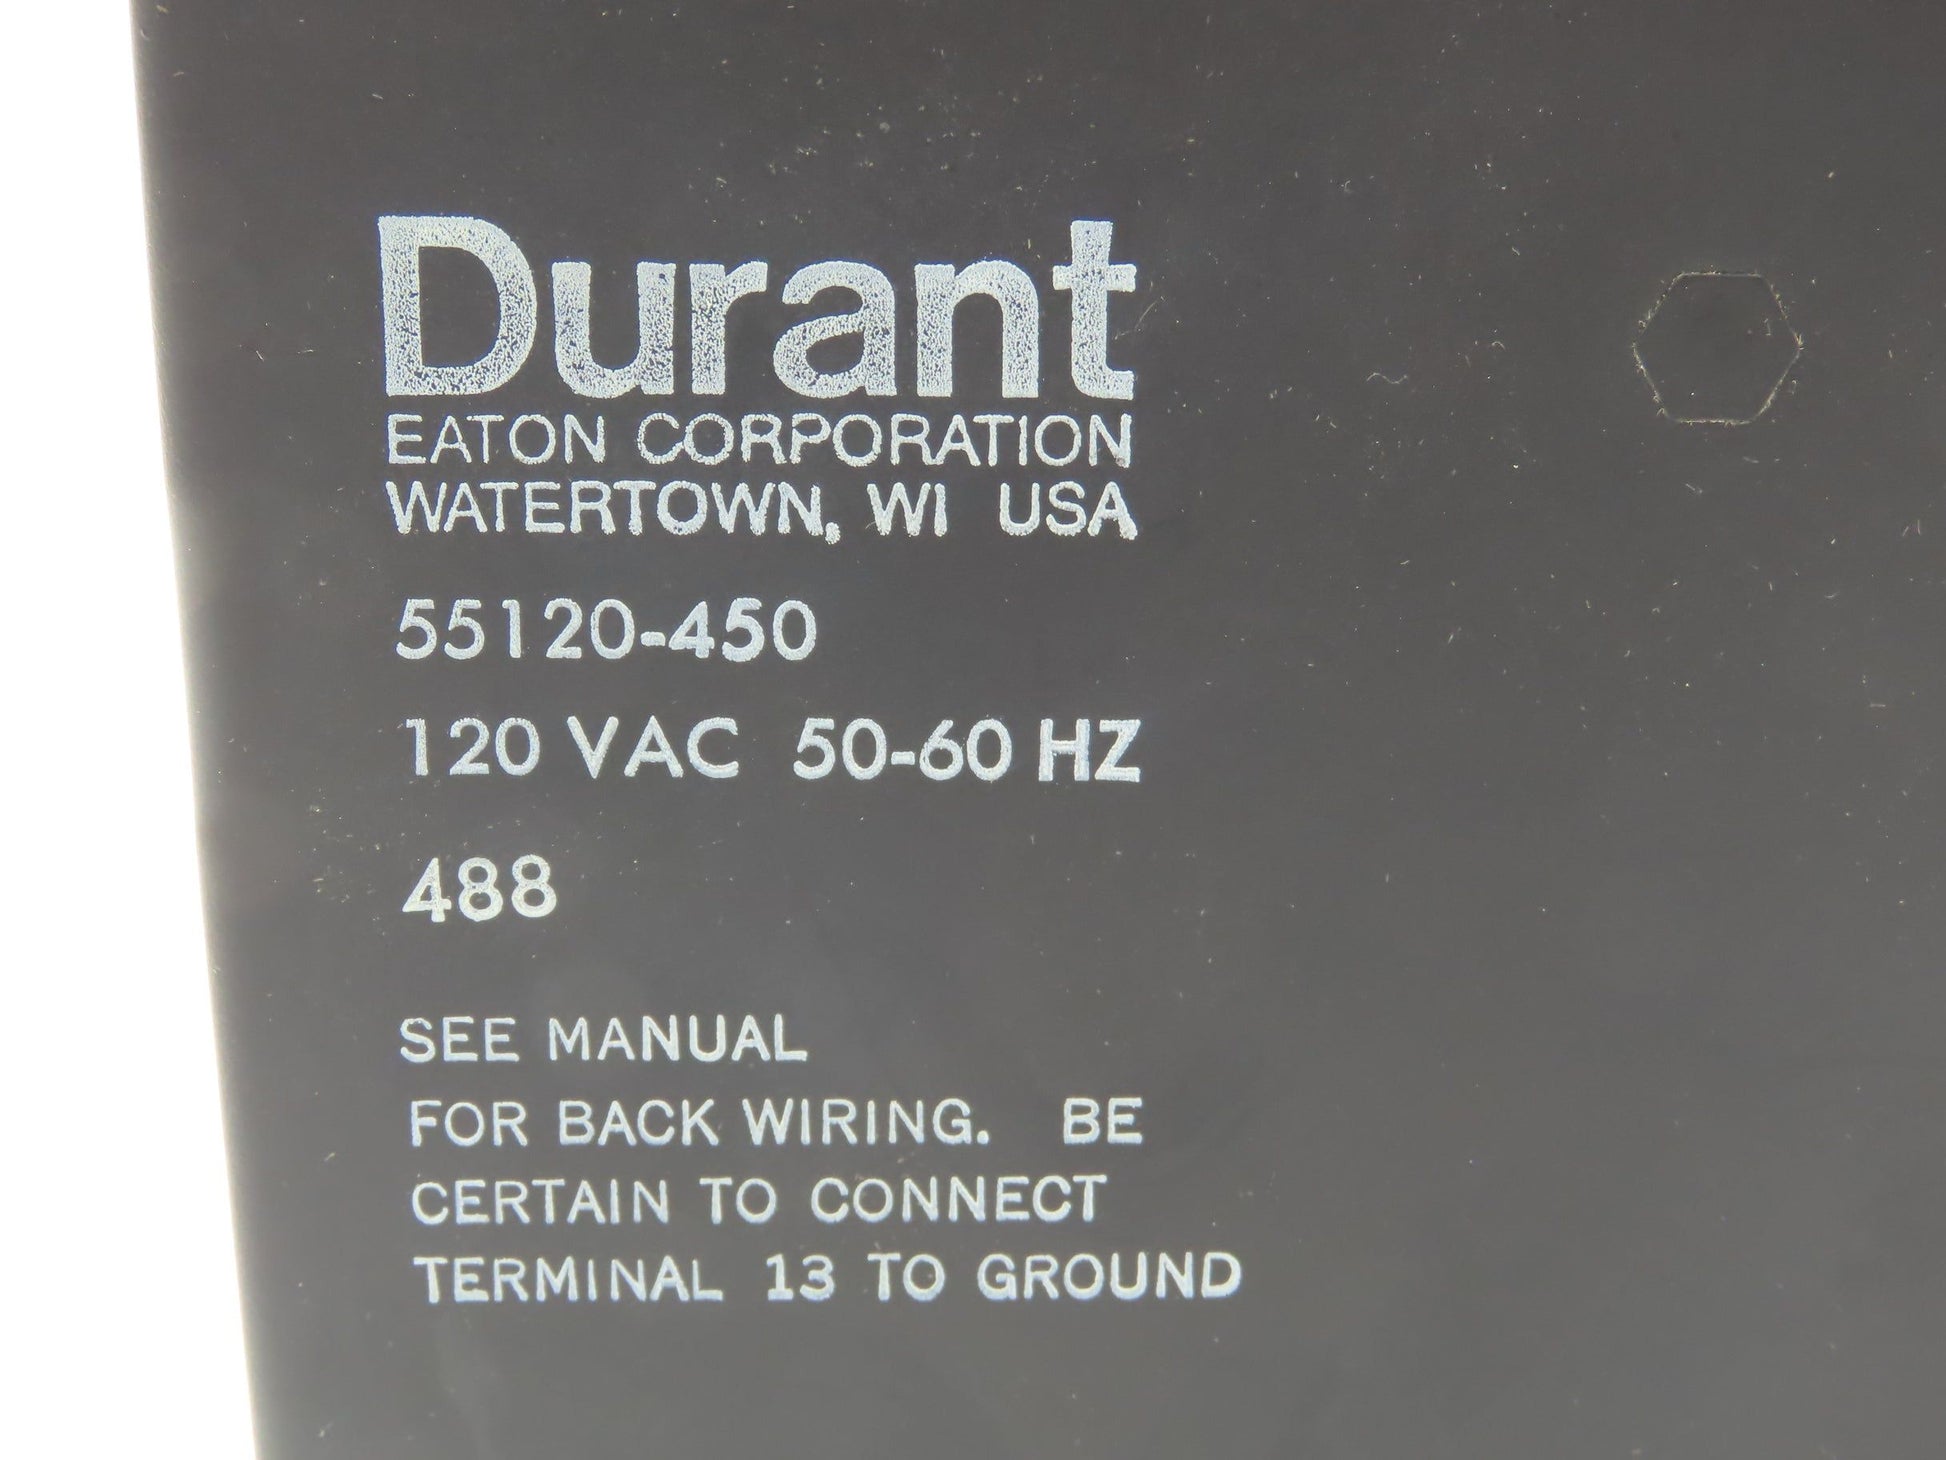 Durant
EATON CORPORATION
WATERTOWN, WI USA
55120-450
120 VAC 50-60 HZ
488
SEE MANUAL
FOR BACK WIRING. BE
CERTAIN TO CONNECT
TERMINAL 13 TO GROUND